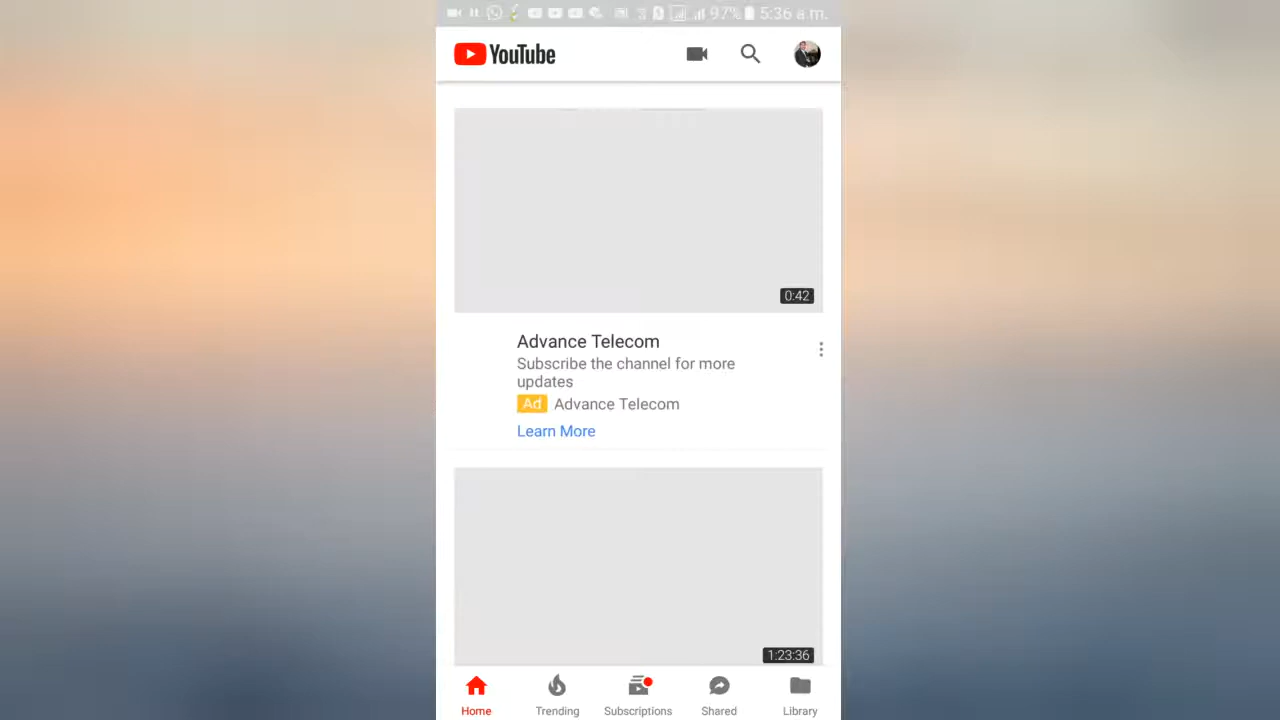 97% 5:36 a.m.
YouTube
0:42
Advance Telecom
Subscribe the channel for more
updates
Ad Advance Telecom
Learn More
1:23:36
Home Trending Subscriptions Shared Library